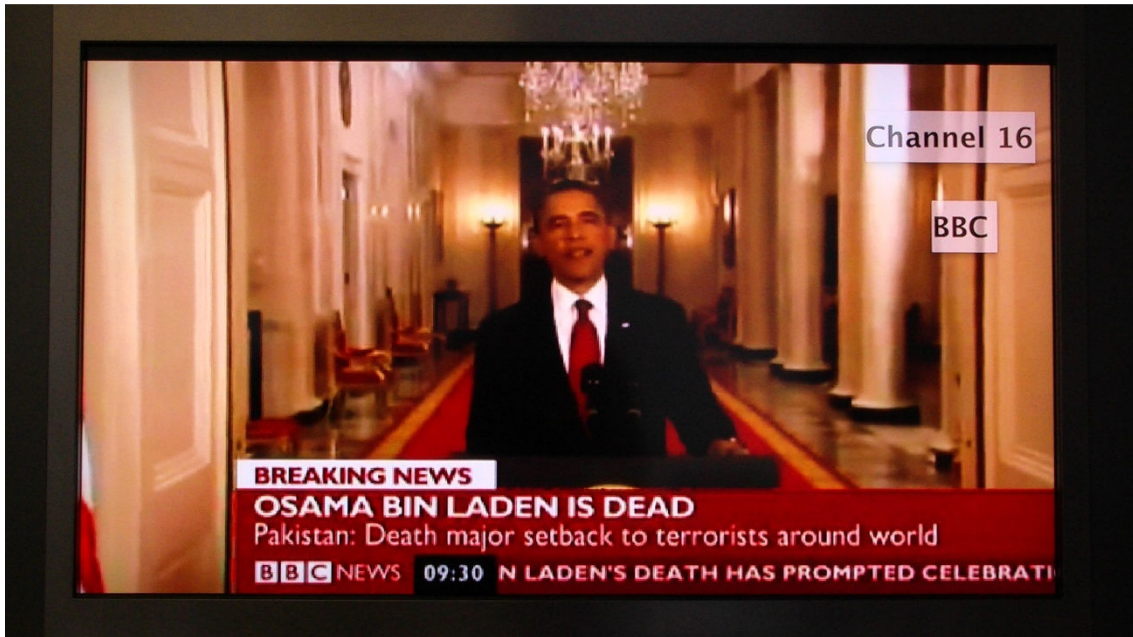 Channel 16
BBC
BREAKING NEWS
OSAMA BIN LADEN IS DEAD
Pakistan: Death major setback to terrorists around world
BBC NEWS 09:30 N LADEN'S DEATH HAS PROMPTED CELEBRATI